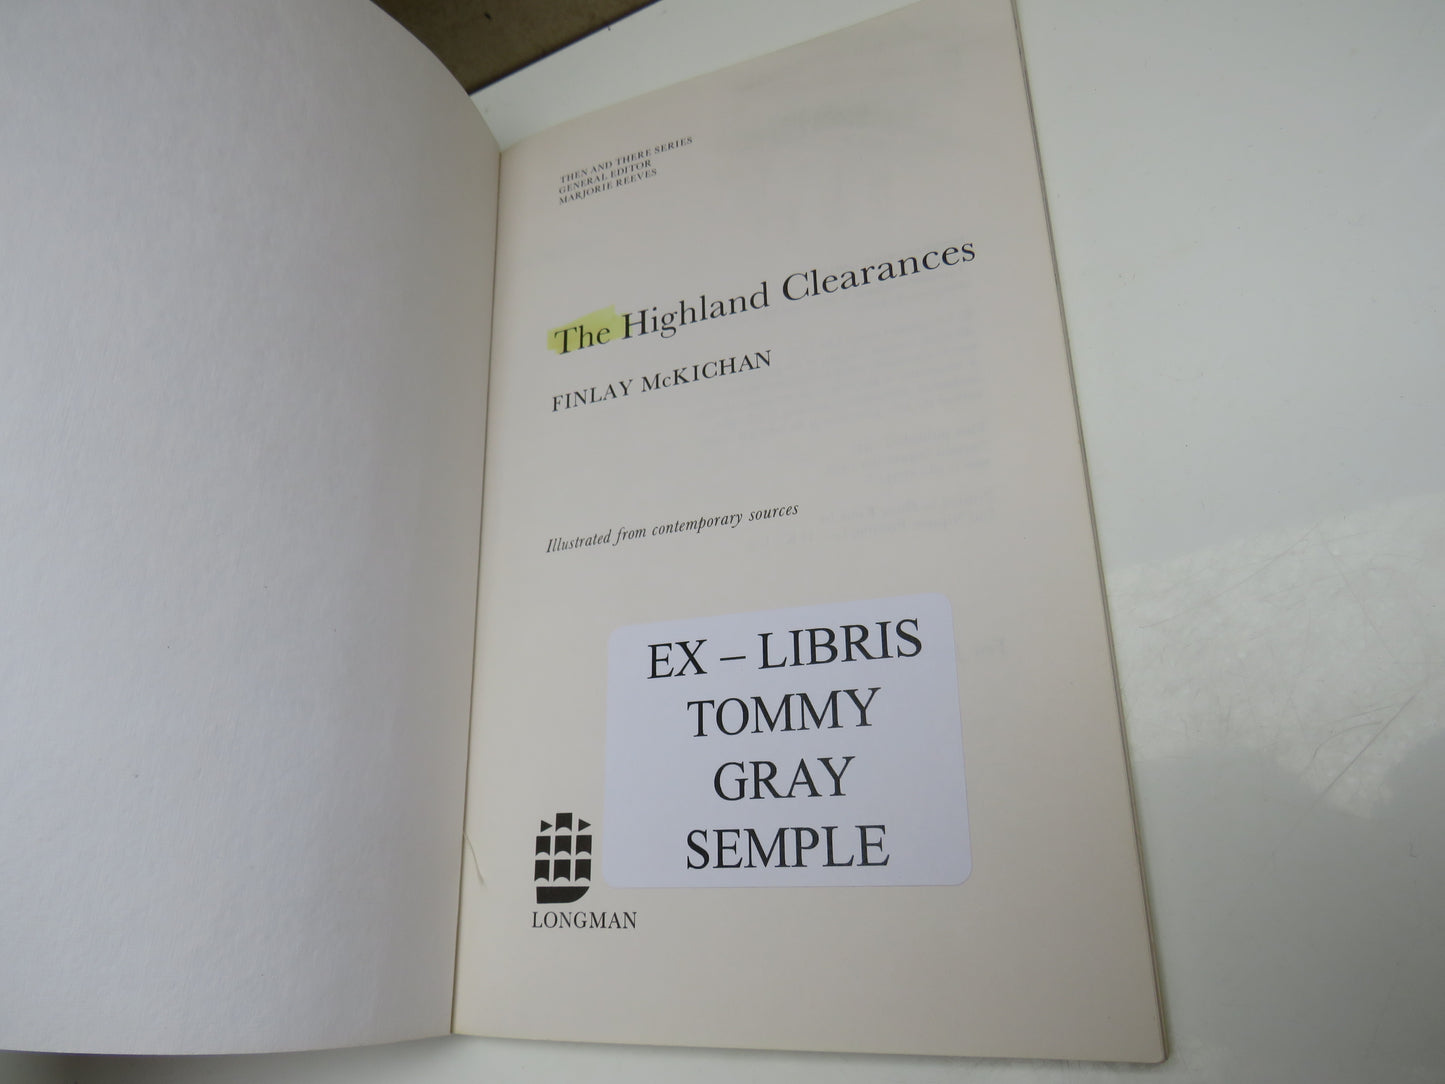 THEN AND THERE SERIES
GENERAL EDITOR
MARJORIE REEVES
The Highland Clearances
FINLAY McKICHAN
Illustrated from contemporary sources
EX – LIBRIS
TOMMY
GRAY
SEMPLE
LONGMAN